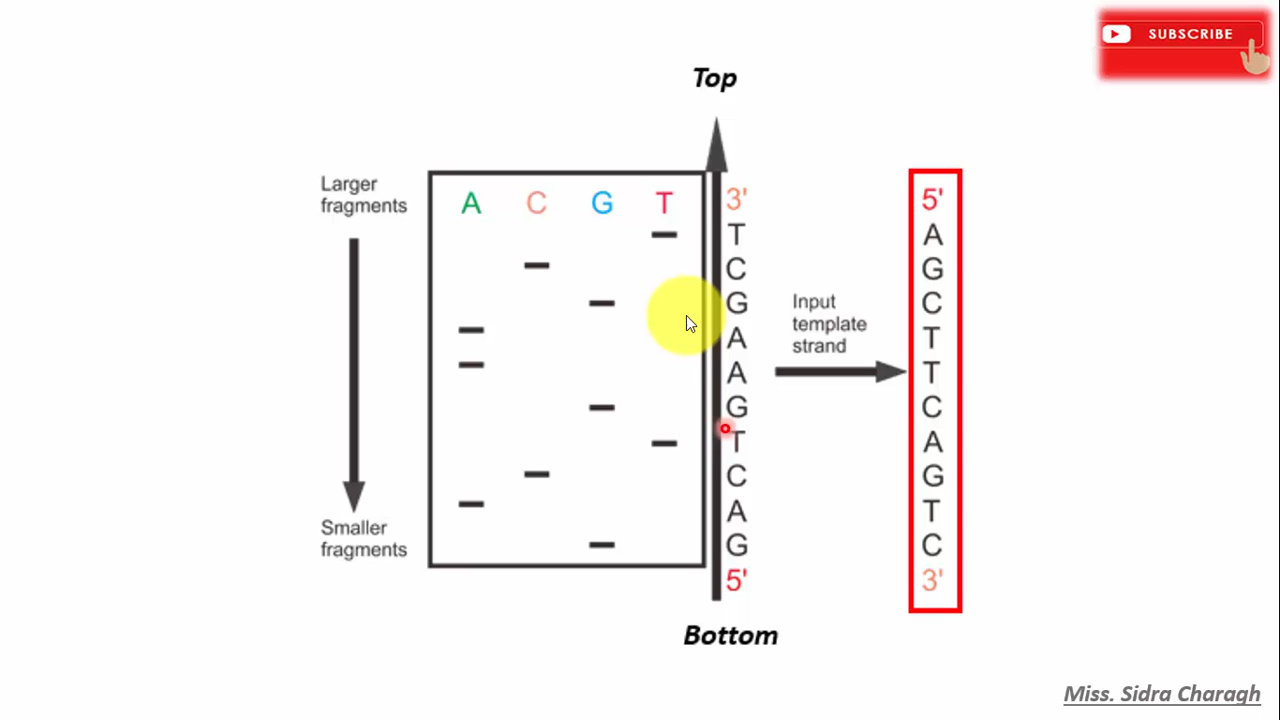 SUBSCRIBE
Top
Larger
fragments
A C G T
3'
T
C
G
A
A
G
T
C
A
G
5'
Smaller
fragments
Input
template
strand
5'
A
G
C
T
T
C
A
G
T
C
3'
Bottom
Miss. Sidra Charagh